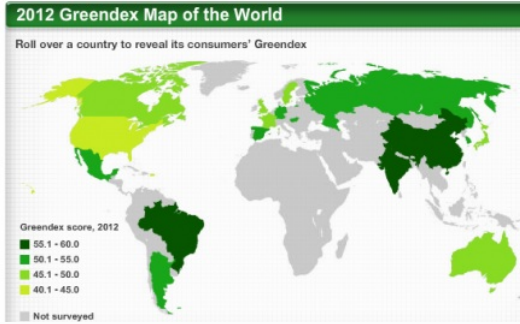 2012 Greendex Map of the World
Roll over a country to reveal its consumers' Greendex
Greendex score, 2012
55.1 - 60.0
50.1 - 55.0
45.1 - 50.0
40.1 - 45.0
Not surveyed